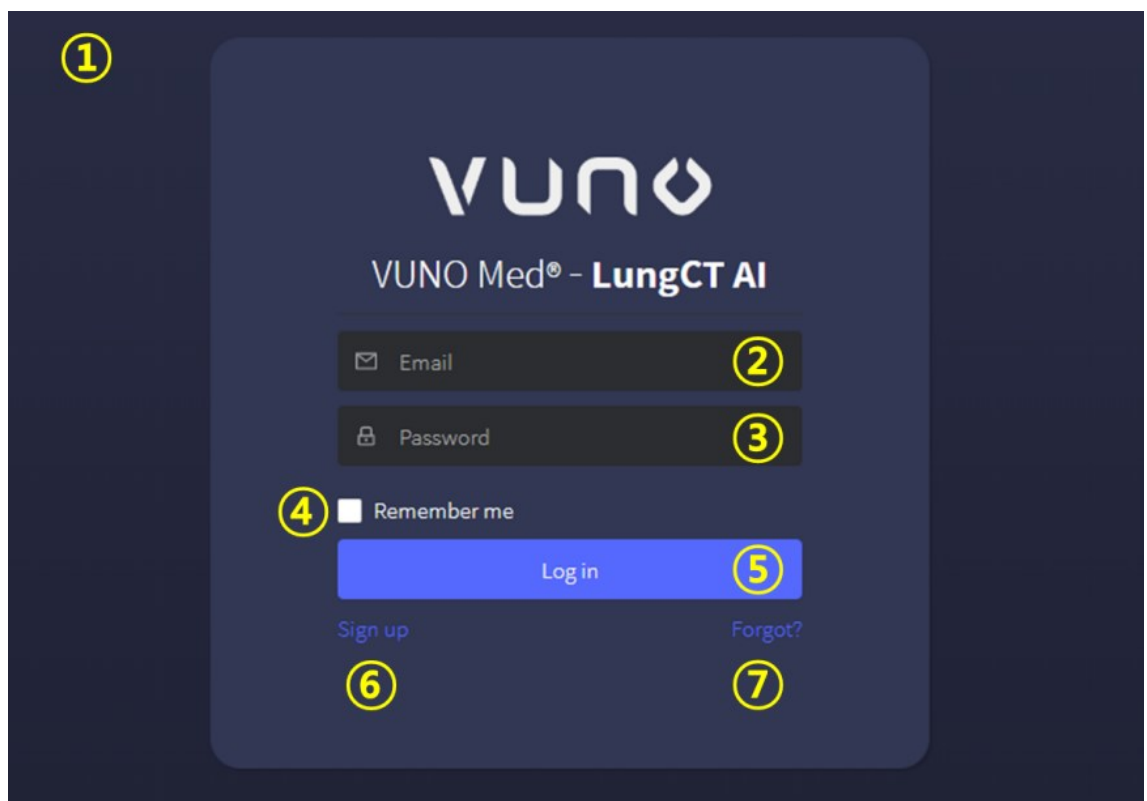 ①
VUNO
VUNO Med® - LungCT AI
Email ②
Password ③
④ Remember me
Log in ⑤
Sign up Forgot?
⑥ ⑦